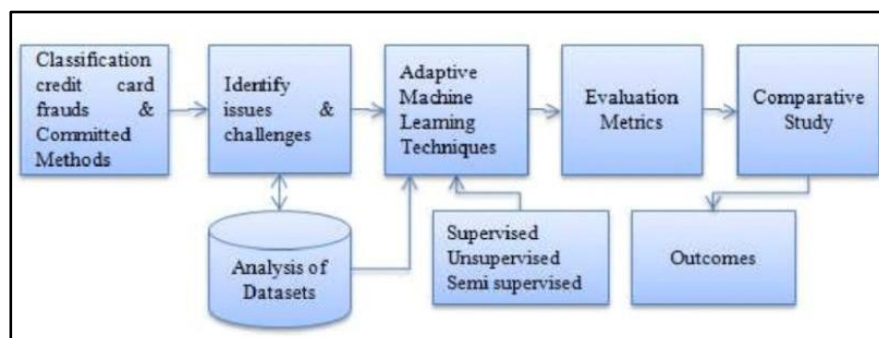 Classification
credit card
frauds &
Committed
Methods
Identify
issues &
challenges
Adaptive
Machine
Learning
Techniques
Evaluation
Metrics
Comparative
Study
Analysis of
Datasets
Supervised
Unsupervised
Semi supervised
Outcomes